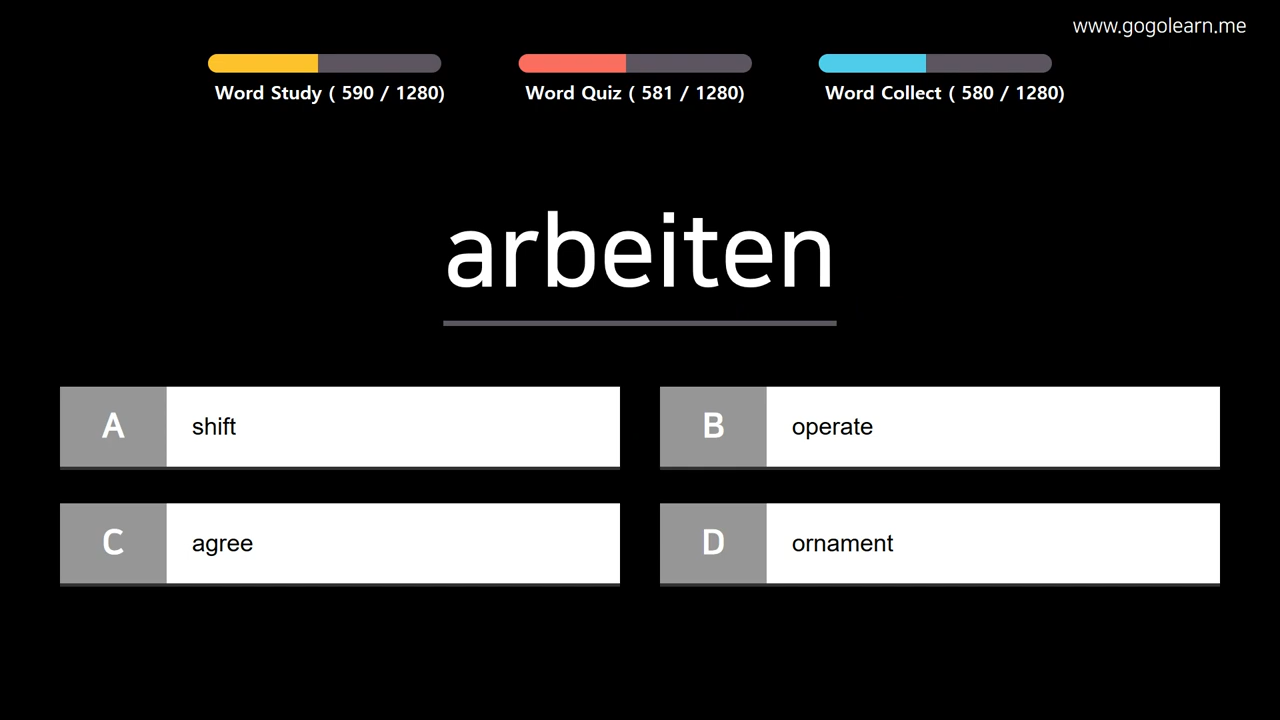 www.gogolearn.me
Word Study ( 590 / 1280)
Word Quiz ( 581 / 1280)
Word Collect ( 580 / 1280)
arbeiten
A shift
B operate
C agree
D ornament